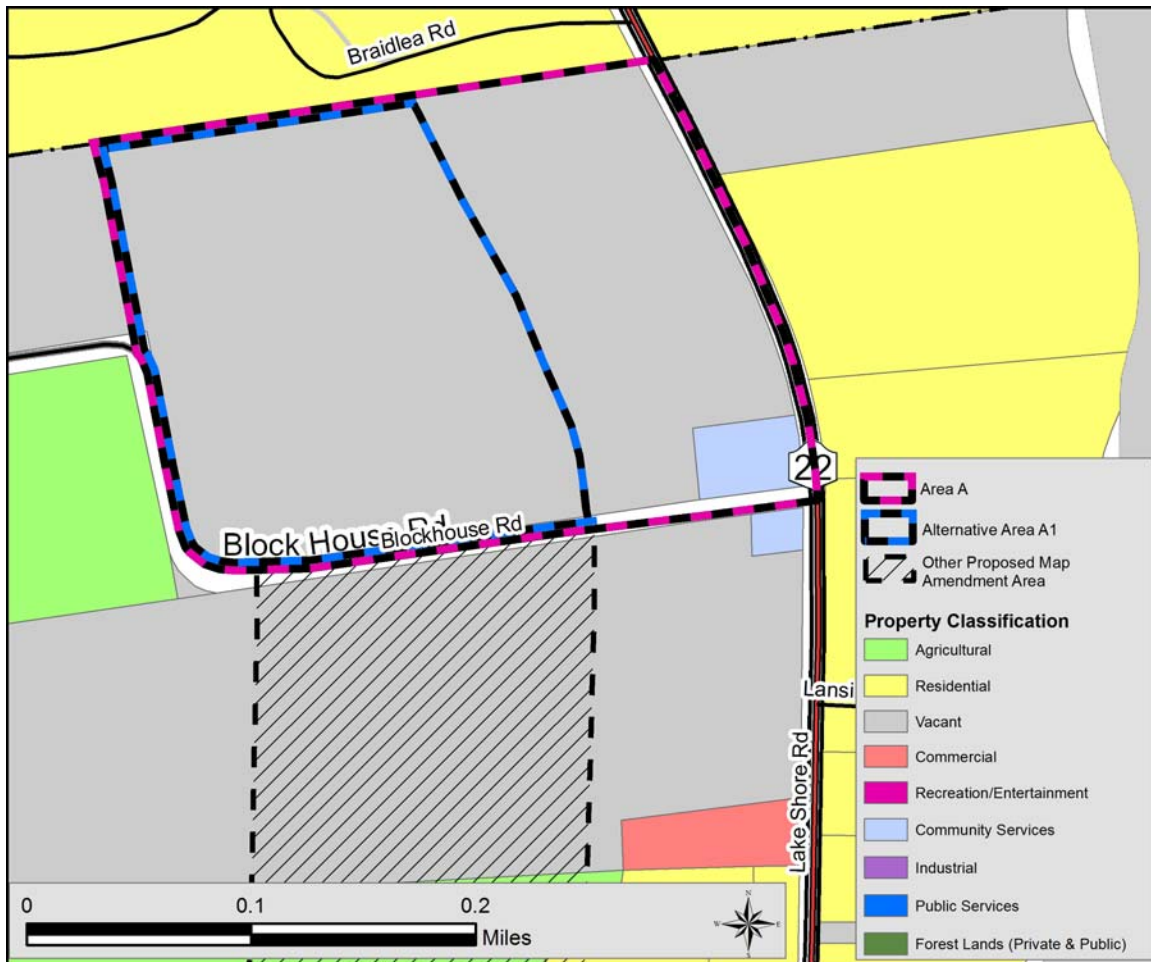 Braidlea Rd
22
Block House Rd
Blockhouse Rd
Lansi
Lake Shore Rd
Area A
Alternative Area A1
Other Proposed Map
Amendment Area
Property Classification
Agricultural
Residential
Vacant
Commercial
Recreation/Entertainment
Community Services
Industrial
Public Services
Forest Lands (Private & Public)
0 0.1 0.2
Miles
N
W E
S